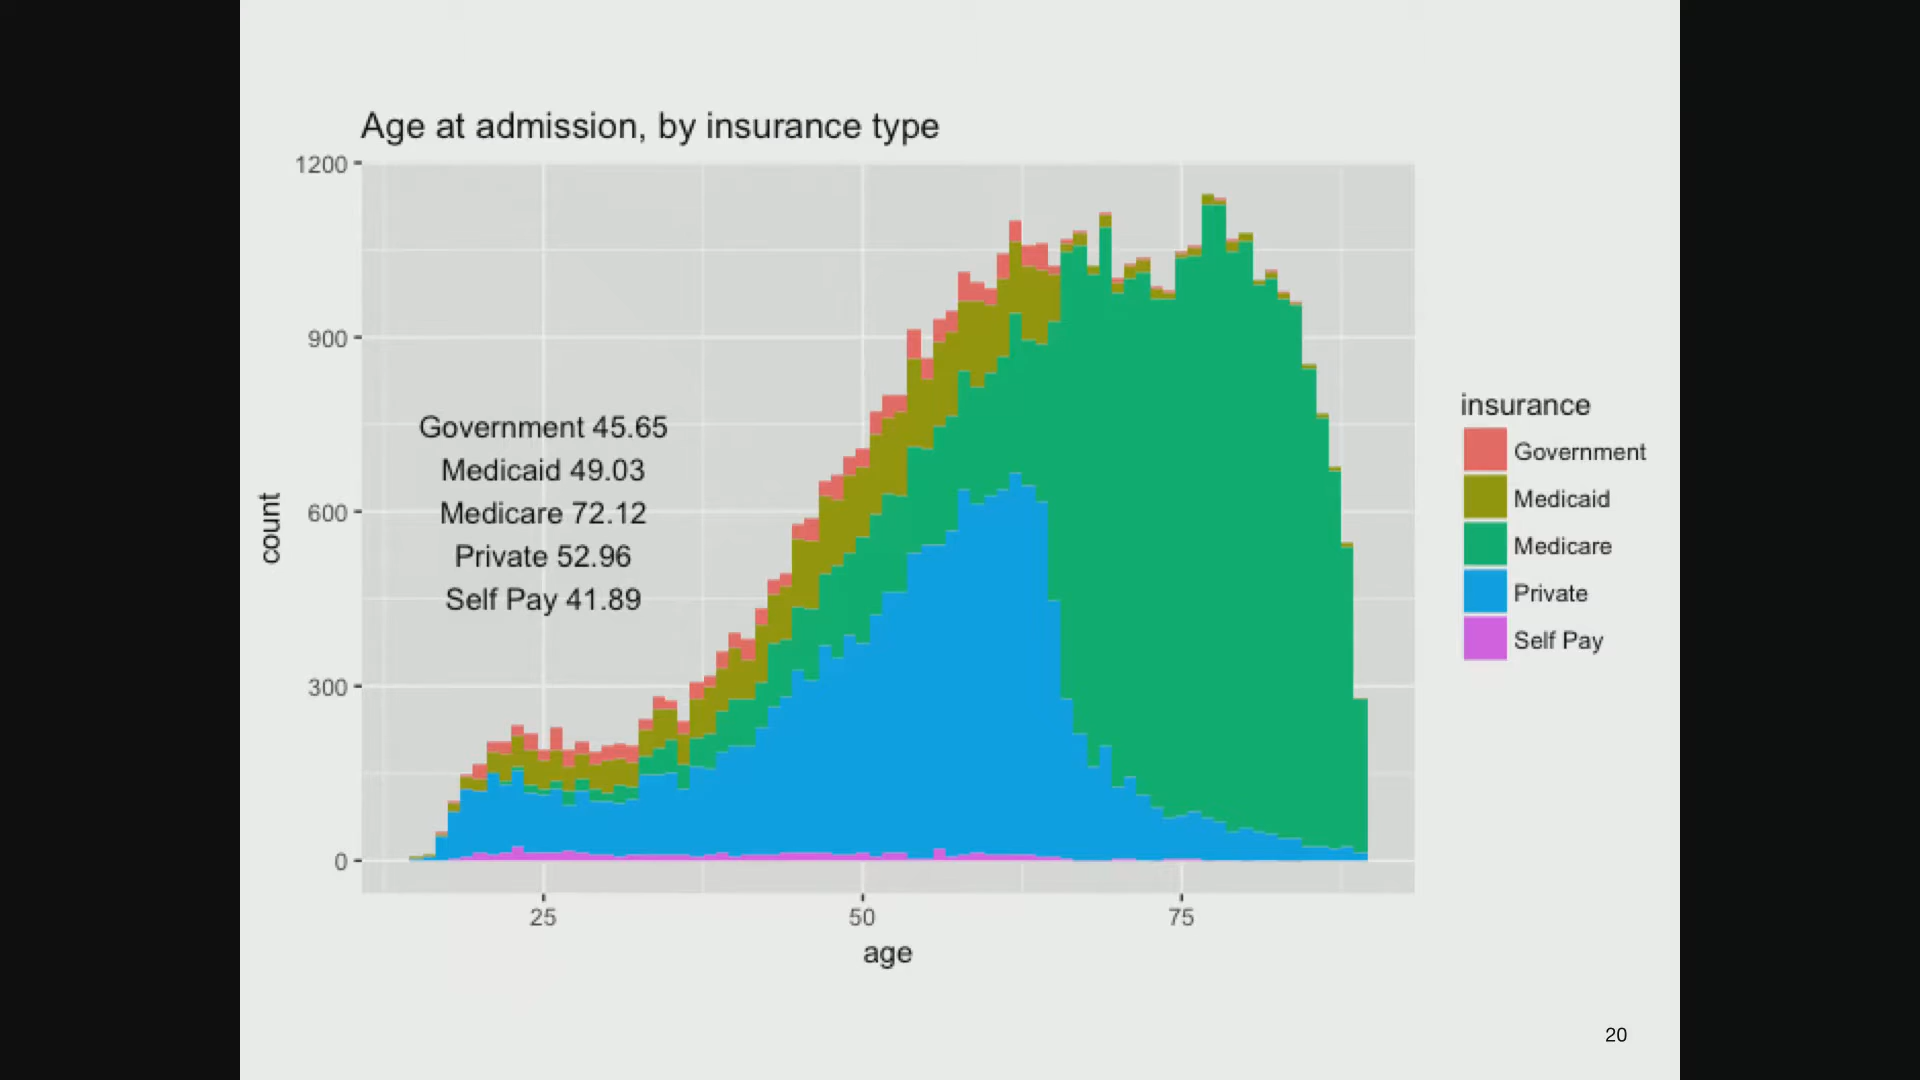 Age at admission, by insurance type
1200
900
600
300
0
count
Government 45.65
Medicaid 49.03
Medicare 72.12
Private 52.96
Self Pay 41.89
25
50
75
age
insurance
Government
Medicaid
Medicare
Private
Self Pay
20